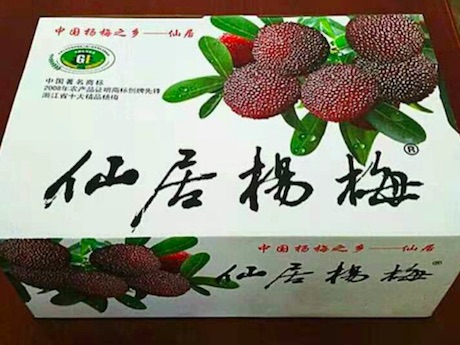 中国杨梅之乡——仙居
Gi
中国著名商标
2008年农产品证明商标创牌先锋
浙江省十大精品杨梅
仙居杨梅®
中国杨梅之乡——仙居
仙居杨梅®